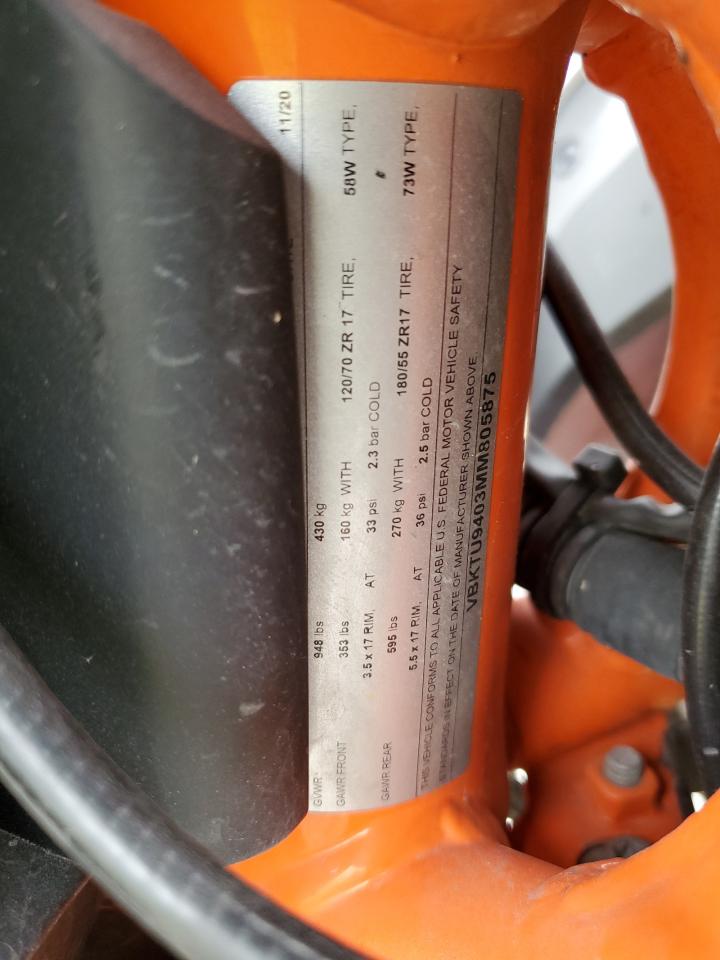 11/20
GVWR 948 lbs 430 kg
GAWR FRONT 353 lbs 160 kg WITH 120/70 ZR 17 TIRE, 58W TYPE,
3.5 x 17 RIM, AT 33 psi 2.3 bar COLD
GAWR REAR 595 lbs 270 kg WITH 180/55 ZR17 TIRE, 73W TYPE,
5.5 x 17 RIM, AT 36 psi 2.5 bar COLD
THIS VEHICLE CONFORMS TO ALL APPLICABLE U.S. FEDERAL MOTOR VEHICLE SAFETY
STANDARDS IN EFFECT ON THE DATE OF MANUFACTURER SHOWN ABOVE.
VBKTU9403MM805875